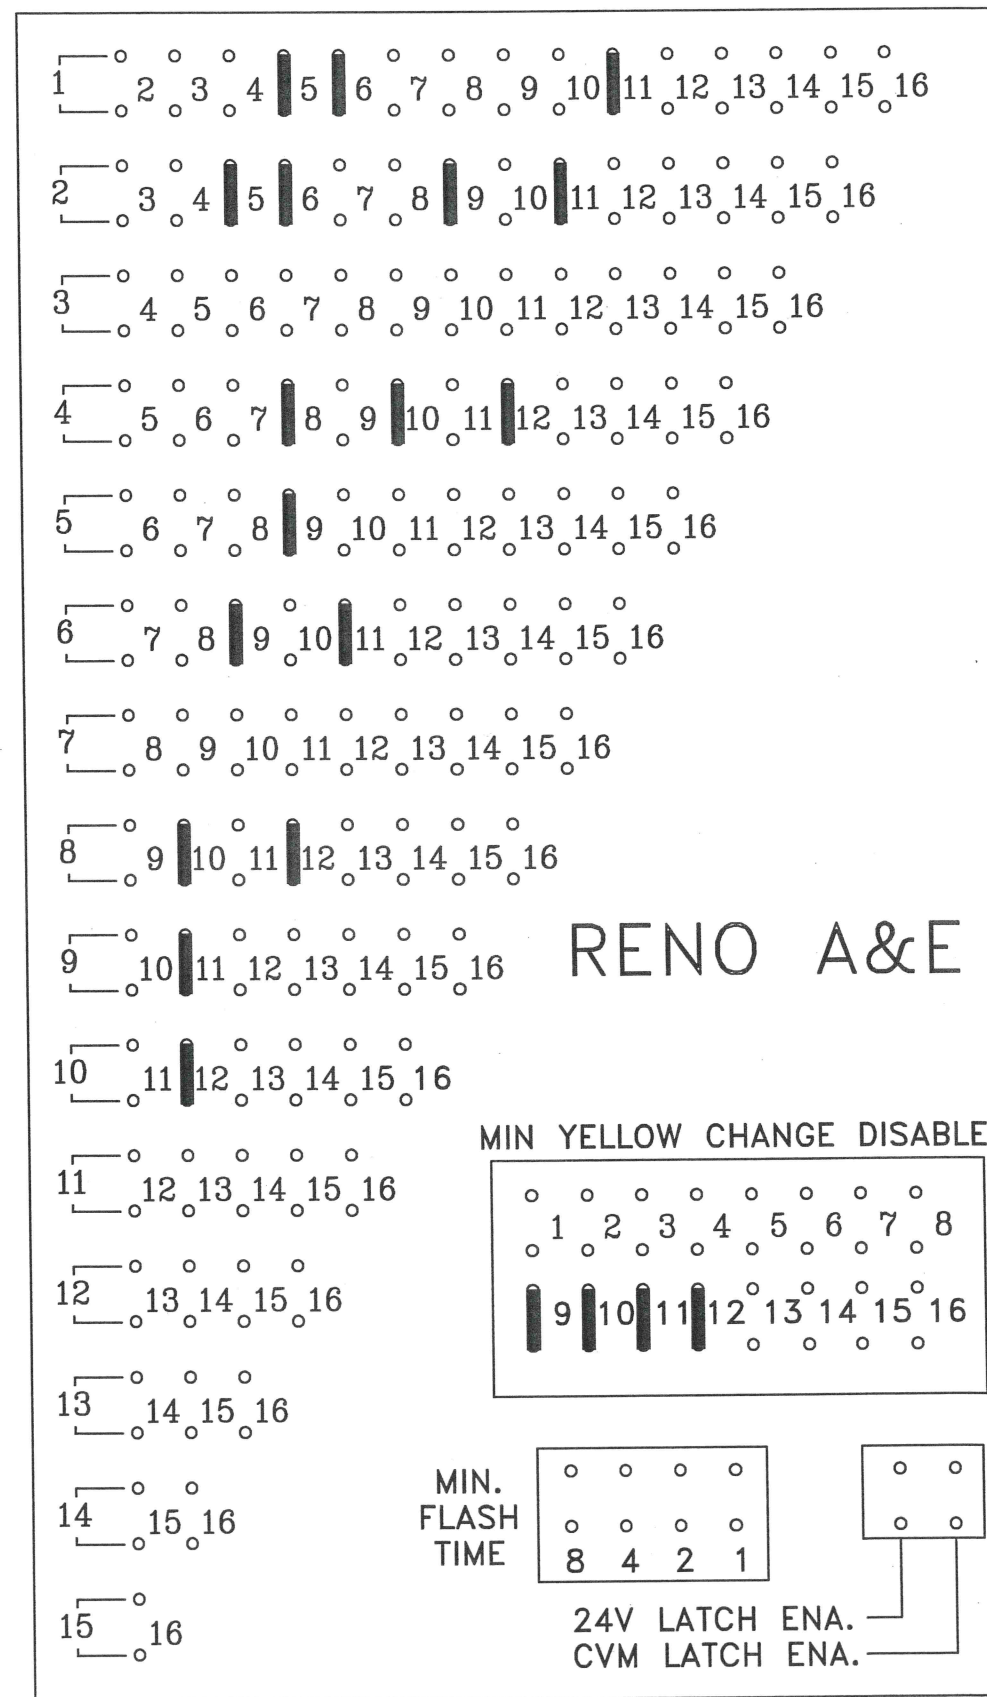 1 2 3 4 5 6 7 8 9 10 11 12 13 14 15 16
2 3 4 5 6 7 8 9 10 11 12 13 14 15 16
3 4 5 6 7 8 9 10 11 12 13 14 15 16
4 5 6 7 8 9 10 11 12 13 14 15 16
5 6 7 8 9 10 11 12 13 14 15 16
6 7 8 9 10 11 12 13 14 15 16
7 8 9 10 11 12 13 14 15 16
8 9 10 11 12 13 14 15 16
9 10 11 12 13 14 15 16
RENO A&E
10 11 12 13 14 15 16
11 12 13 14 15 16
12 13 14 15 16
13 14 15 16
14 15 16
15 16
MIN YELLOW CHANGE DISABLE
1 2 3 4 5 6 7 8
9 10 11 12 13 14 15 16
MIN.
FLASH
TIME
8 4 2 1
24V LATCH ENA.
CVM LATCH ENA.